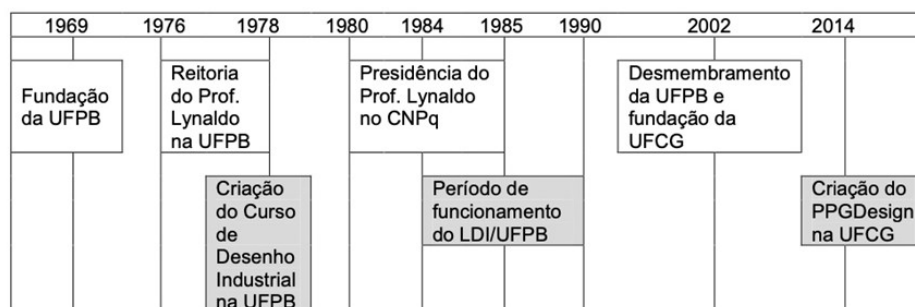 1969 1976 1978 1980 1984 1985 1990 2002 2014
Fundação
da UFPB
Reitoria
do Prof.
Lynaldo
na UFPB
Presidência do
Prof. Lynaldo
no CNPq
Desmembramento
da UFPB e
fundação da
UFCG
Criação
do Curso
de
Desenho
Industrial
na UFPB
Período de
funcionamento
do LDI/UFPB
Criação do
PPGDesign
na UFCG